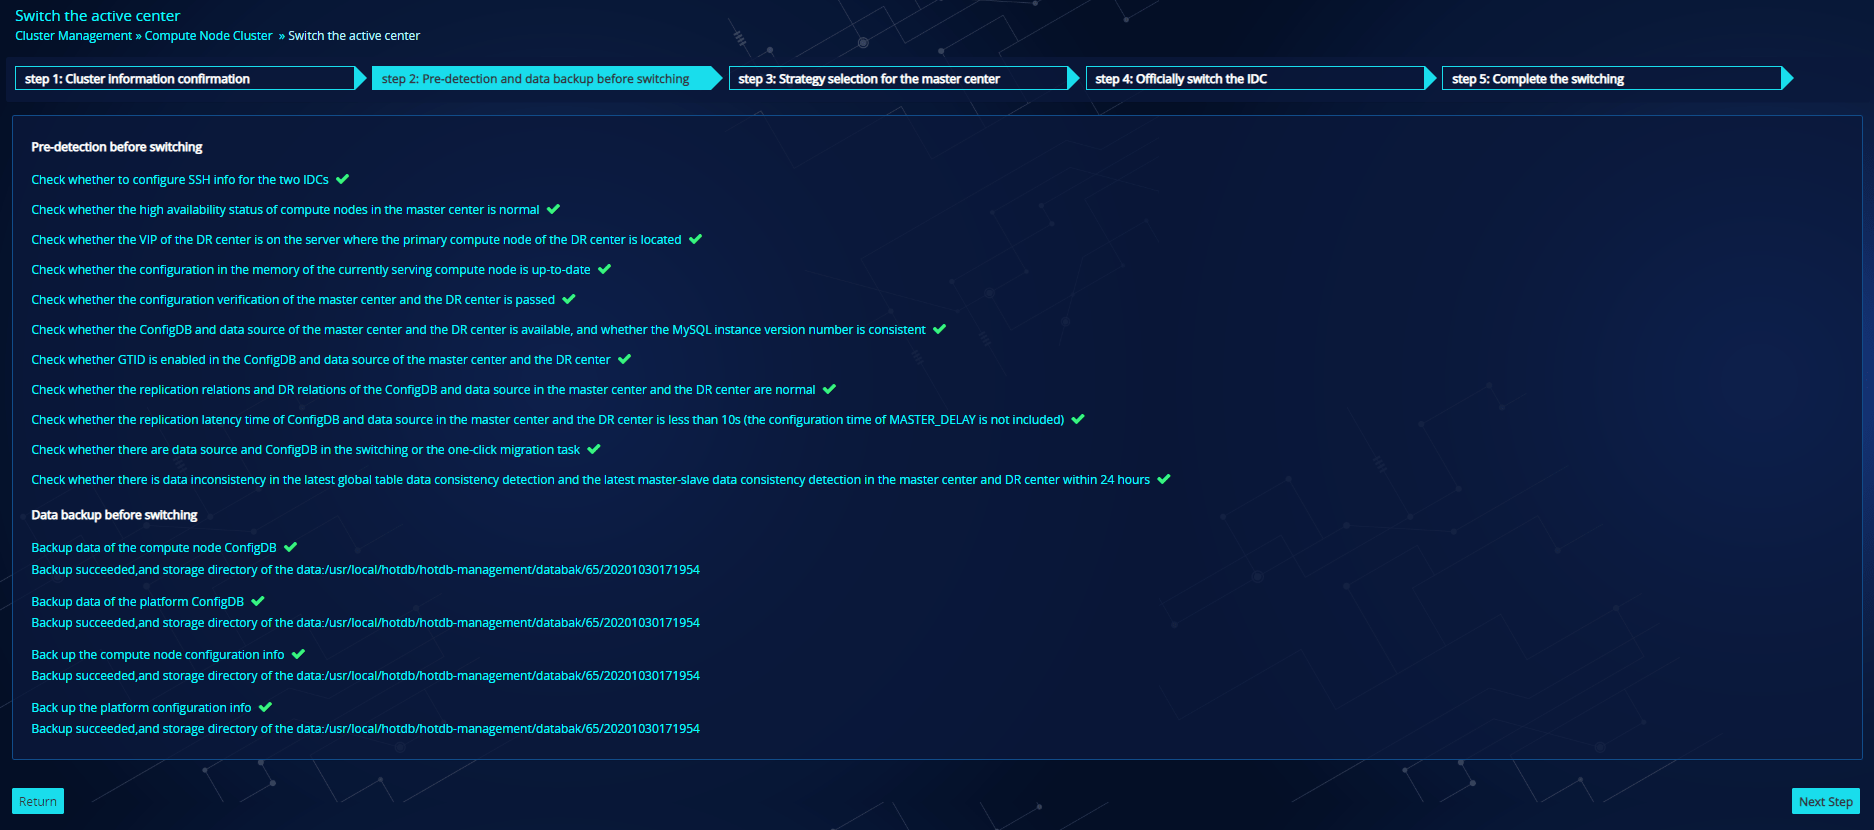 Switch the active center
Cluster Management » Compute Node Cluster » Switch the active center
step 1: Cluster information confirmation
step 2: Pre-detection and data backup before switching
step 3: Strategy selection for the master center
step 4: Officially switch the IDC
step 5: Complete the switching
Pre-detection before switching
Check whether to configure SSH info for the two IDCs
Check whether the high availability status of compute nodes in the master center is normal
Check whether the VIP of the DR center is on the server where the primary compute node of the DR center is located
Check whether the configuration in the memory of the currently serving compute node is up-to-date
Check whether the configuration verification of the master center and the DR center is passed
Check whether the ConfigDB and data source of the master center and the DR center is available, and whether the MySQL instance version number is consistent
Check whether GTID is enabled in the ConfigDB and data source of the master center and the DR center
Check whether the replication relations and DR relations of the ConfigDB and data source in the master center and the DR center are normal
Check whether the replication latency time of ConfigDB and data source in the master center and the DR center is less than 10s (the configuration time of MASTER_DELAY is not included)
Check whether there are data source and ConfigDB in the switching or the one-click migration task
Check whether there is data inconsistency in the latest global table data consistency detection and the latest master-slave data consistency detection in the master center and DR center within 24 hours
Data backup before switching
Backup data of the compute node ConfigDB
Backup succeeded,and storage directory of the data:/usr/local/hotdb/hotdb-management/databak/65/20201030171954
Backup data of the platform ConfigDB
Backup succeeded,and storage directory of the data:/usr/local/hotdb/hotdb-management/databak/65/20201030171954
Back up the compute node configuration info
Backup succeeded,and storage directory of the data:/usr/local/hotdb/hotdb-management/databak/65/20201030171954
Back up the platform configuration info
Backup succeeded,and storage directory of the data:/usr/local/hotdb/hotdb-management/databak/65/20201030171954
Return
Next Step